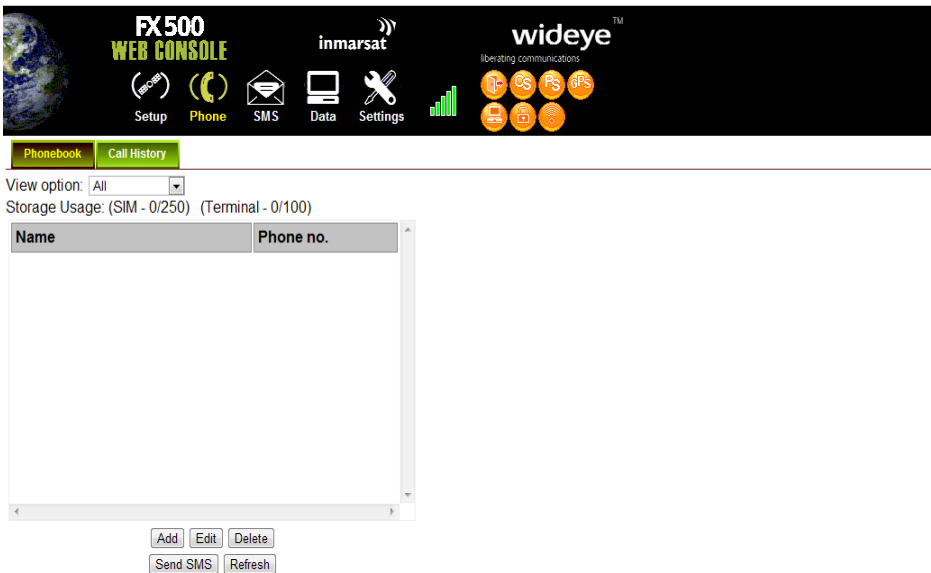 FX500
WEB CONSOLE
inmarsat
wideye TM
liberating communications
CS PS GPS
Setup Phone SMS Data Settings
Phonebook Call History
View option: All
Storage Usage: (SIM - 0/250) (Terminal - 0/100)
Name Phone no.
Add Edit Delete
Send SMS Refresh